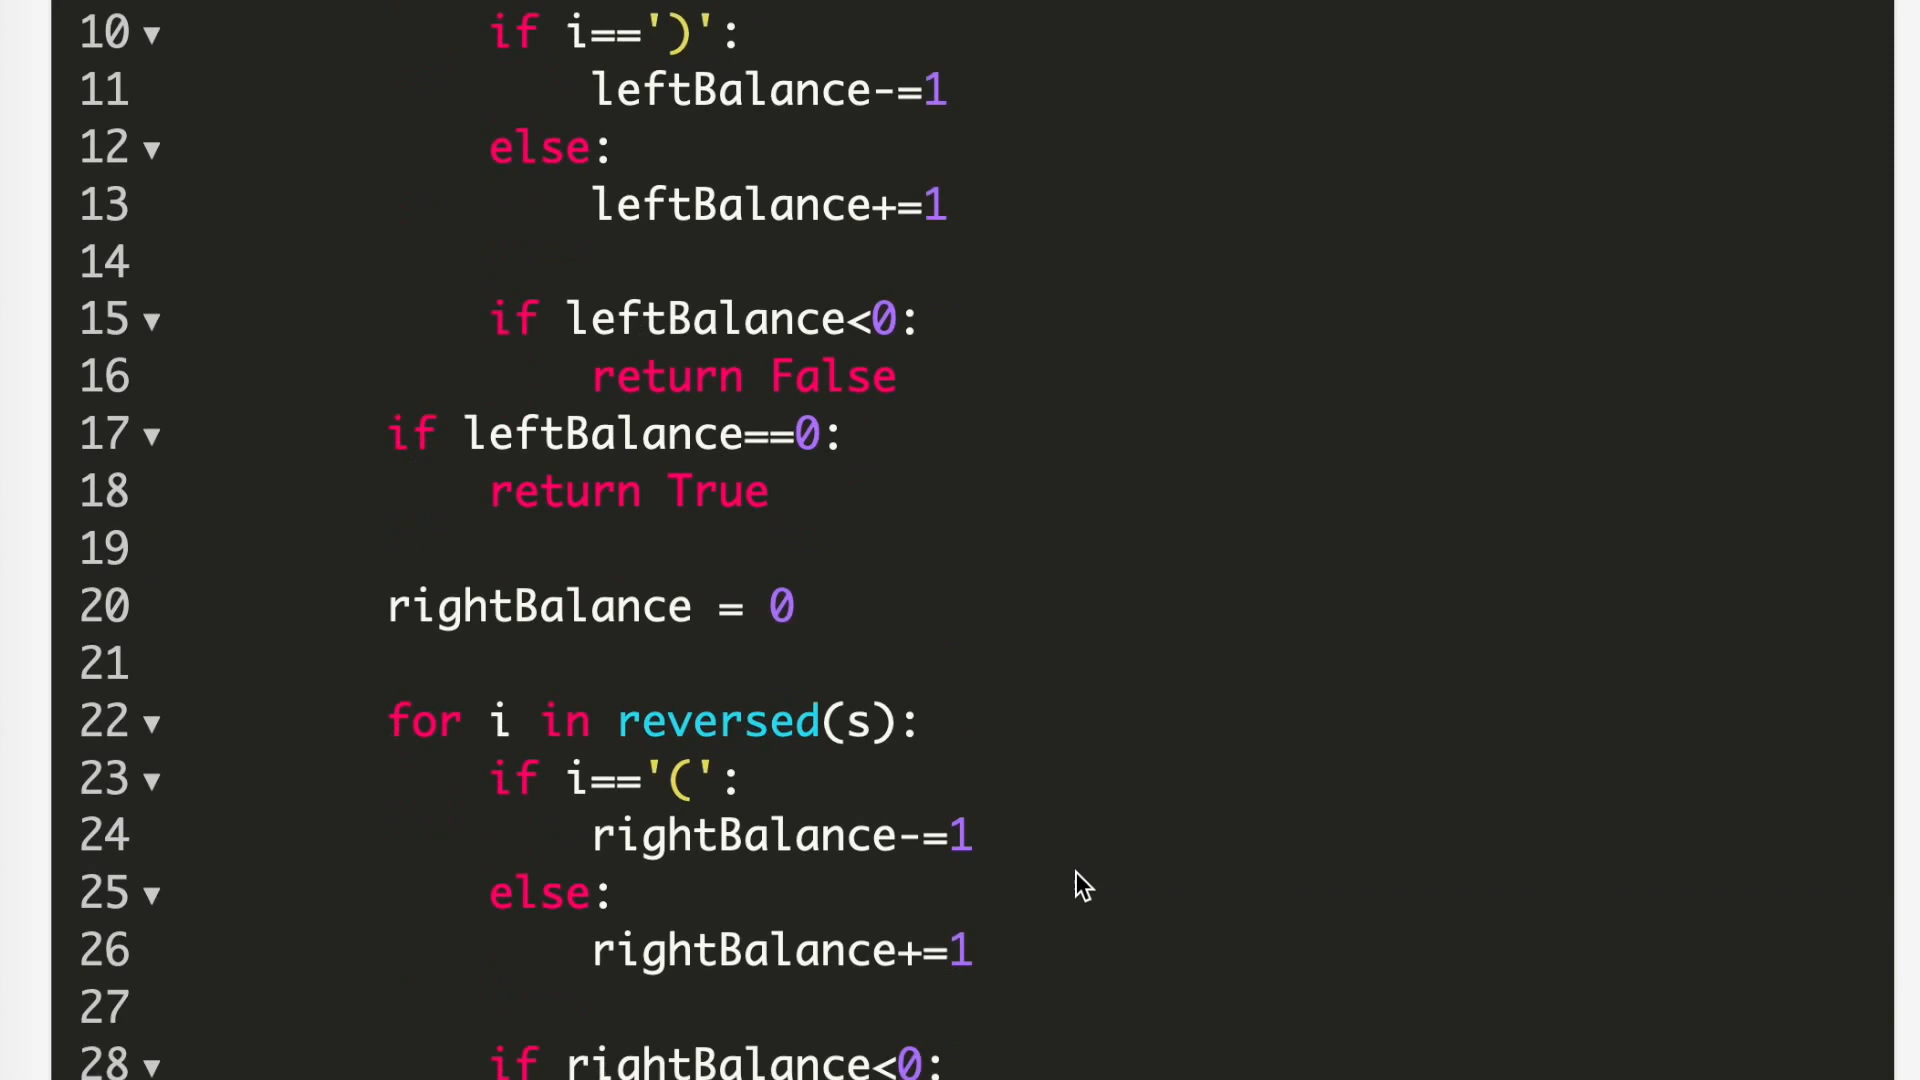 10 ▼ if i==')':
11 leftBalance-=1
12 ▼ else:
13 leftBalance+=1
14
15 ▼ if leftBalance<0:
16 return False
17 ▼ if leftBalance==0:
18 return True
19
20 rightBalance = 0
21
22 ▼ for i in reversed(s):
23 ▼ if i=='(':
24 rightBalance-=1
25 ▼ else:
26 rightBalance+=1
27
28 ▼ if rightBalance<0: